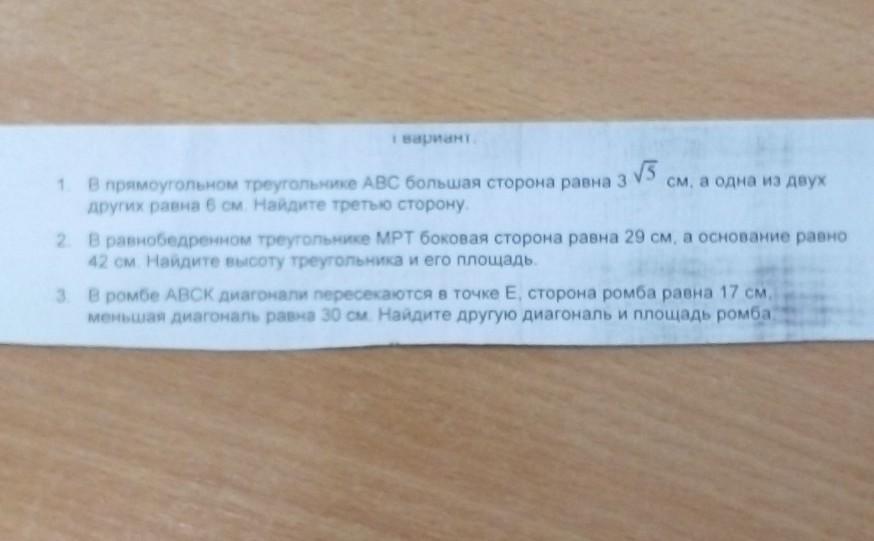 1 вариант.
1. В прямоугольном треугольнике АВС большая сторона равна 3 √5 см, а одна из двух
других равна 6 см. Найдите третью сторону.
2. В равнобедренном треугольнике МРТ боковая сторона равна 29 см, а основание равно
42 см. Найдите высоту треугольника и его площадь.
3. В ромбе АВСК диагонали пересекаются в точке Е, сторона ромба равна 17 см,
меньшая диагональ равна 30 см. Найдите другую диагональ и площадь ромба.